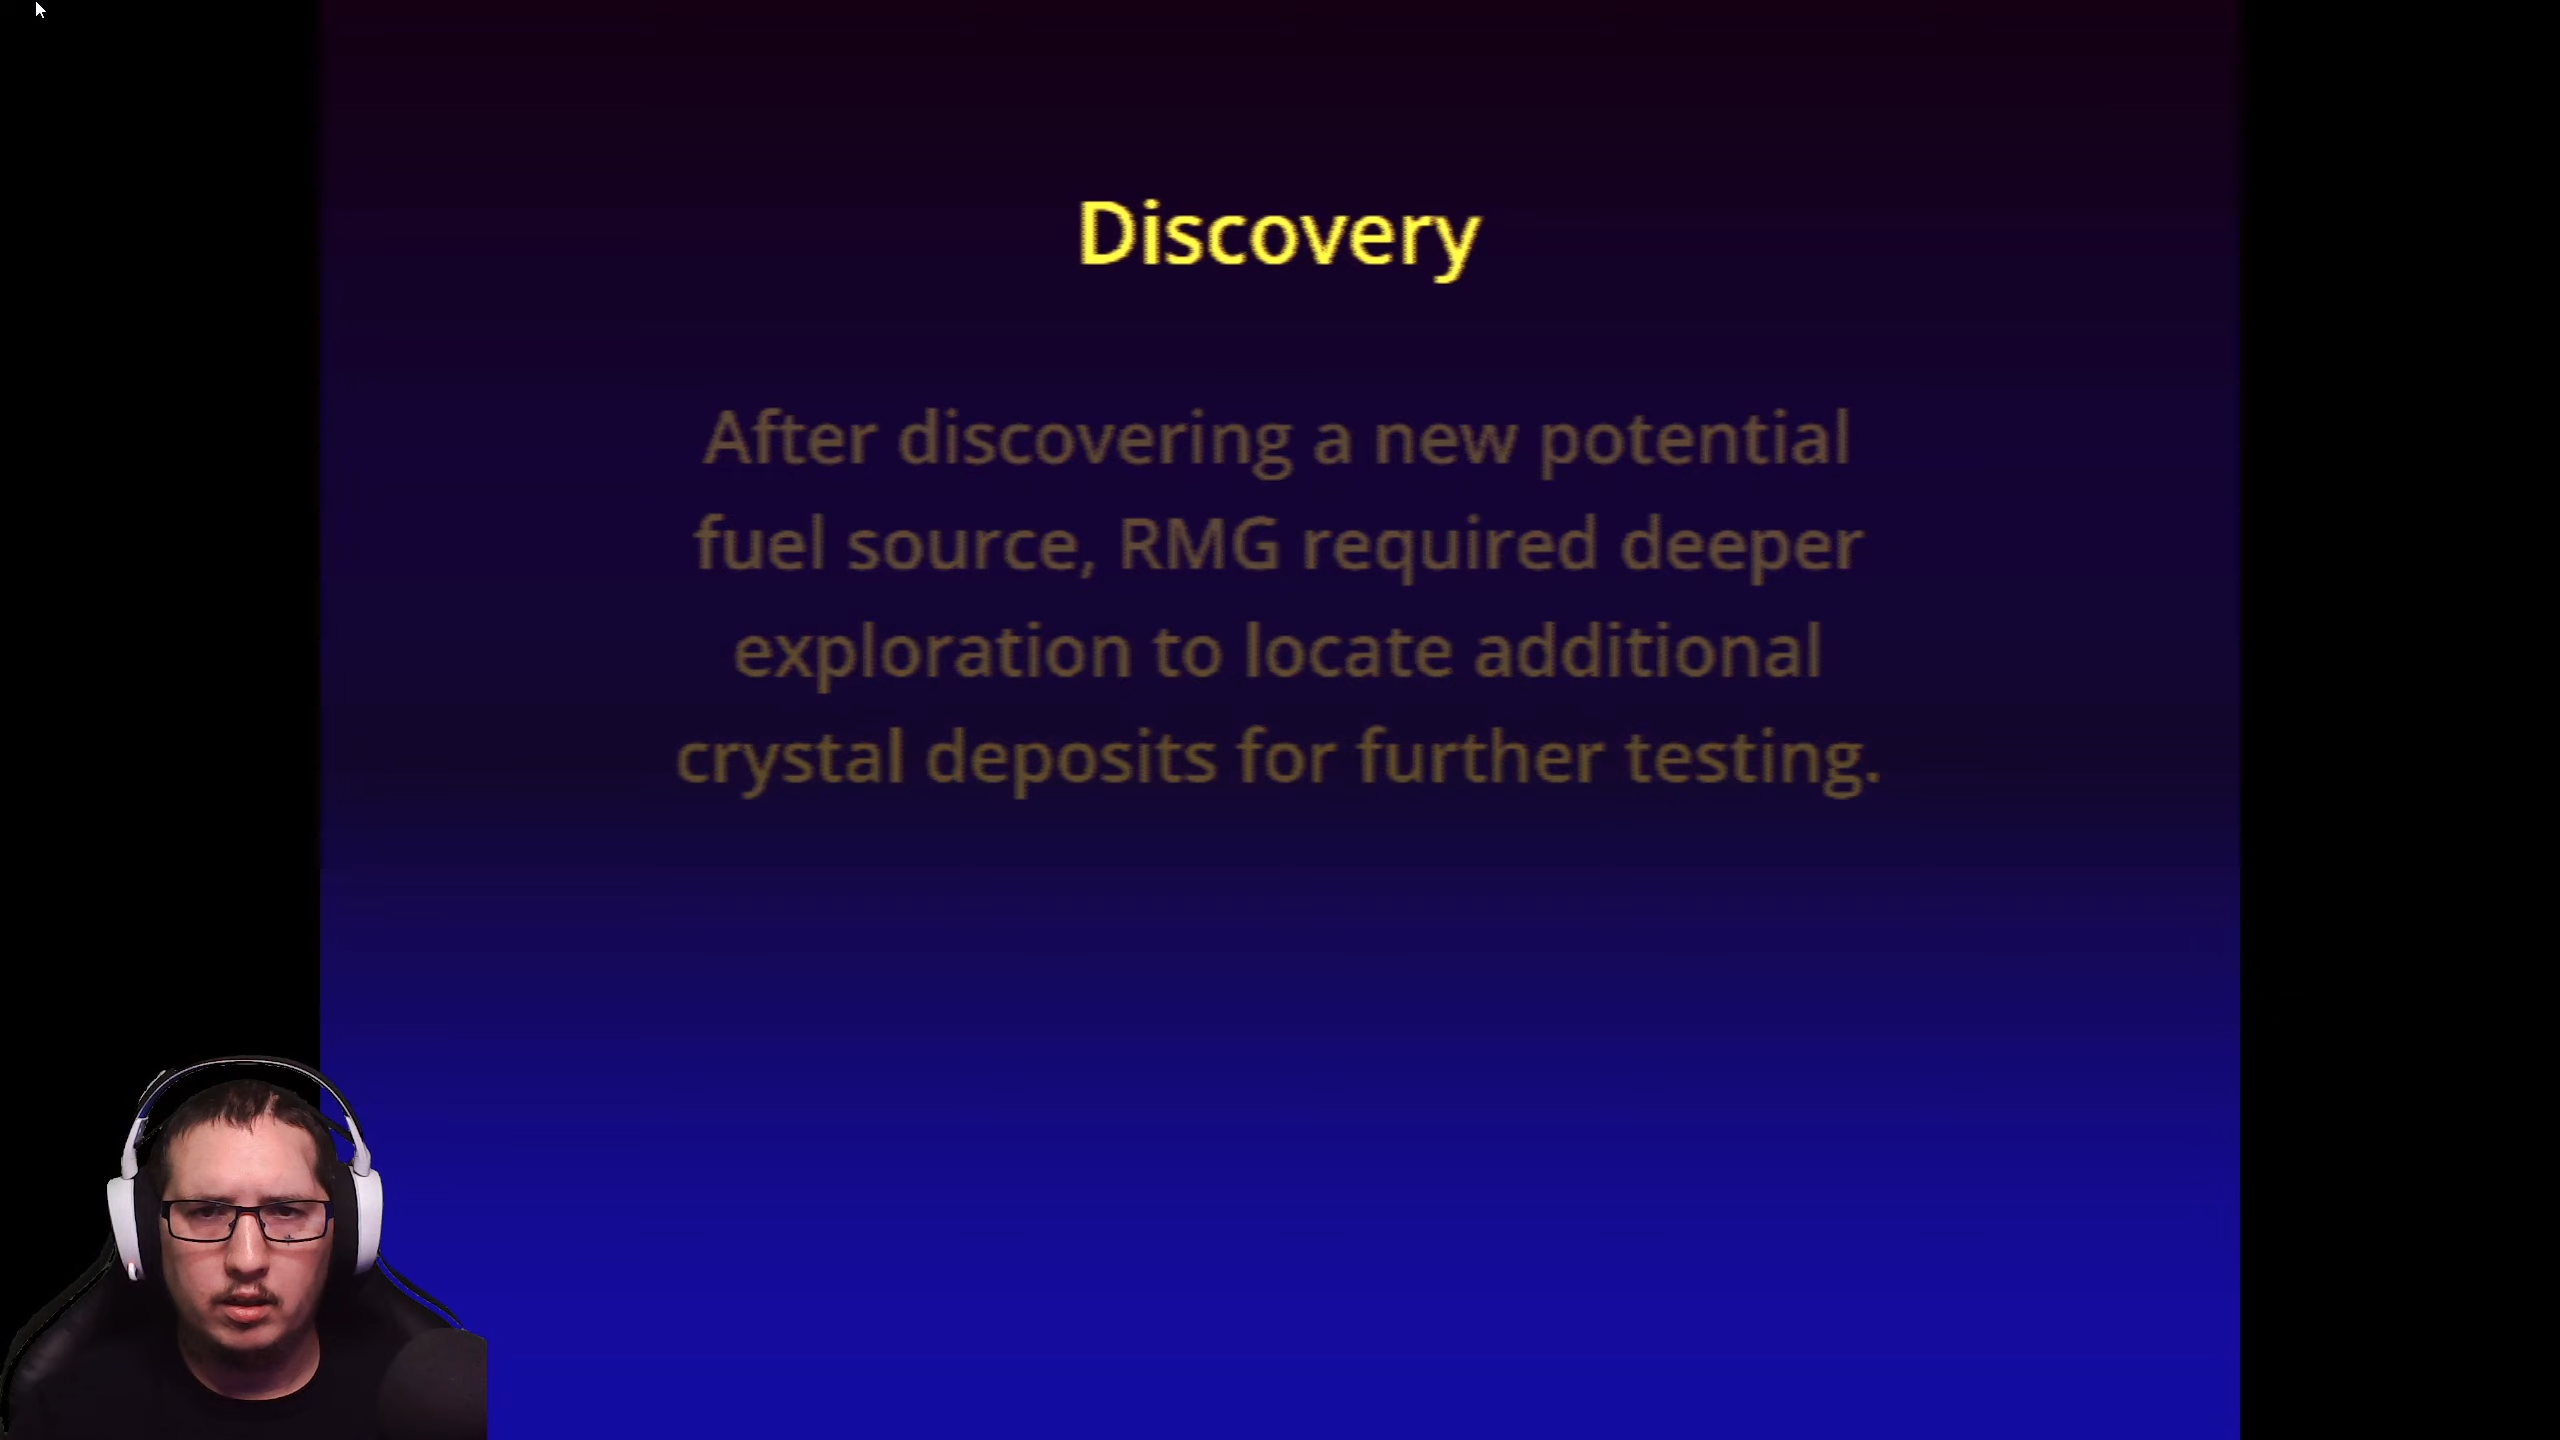 Discovery
After discovering a new potential
fuel source, RMG required deeper
exploration to locate additional
crystal deposits for further testing.